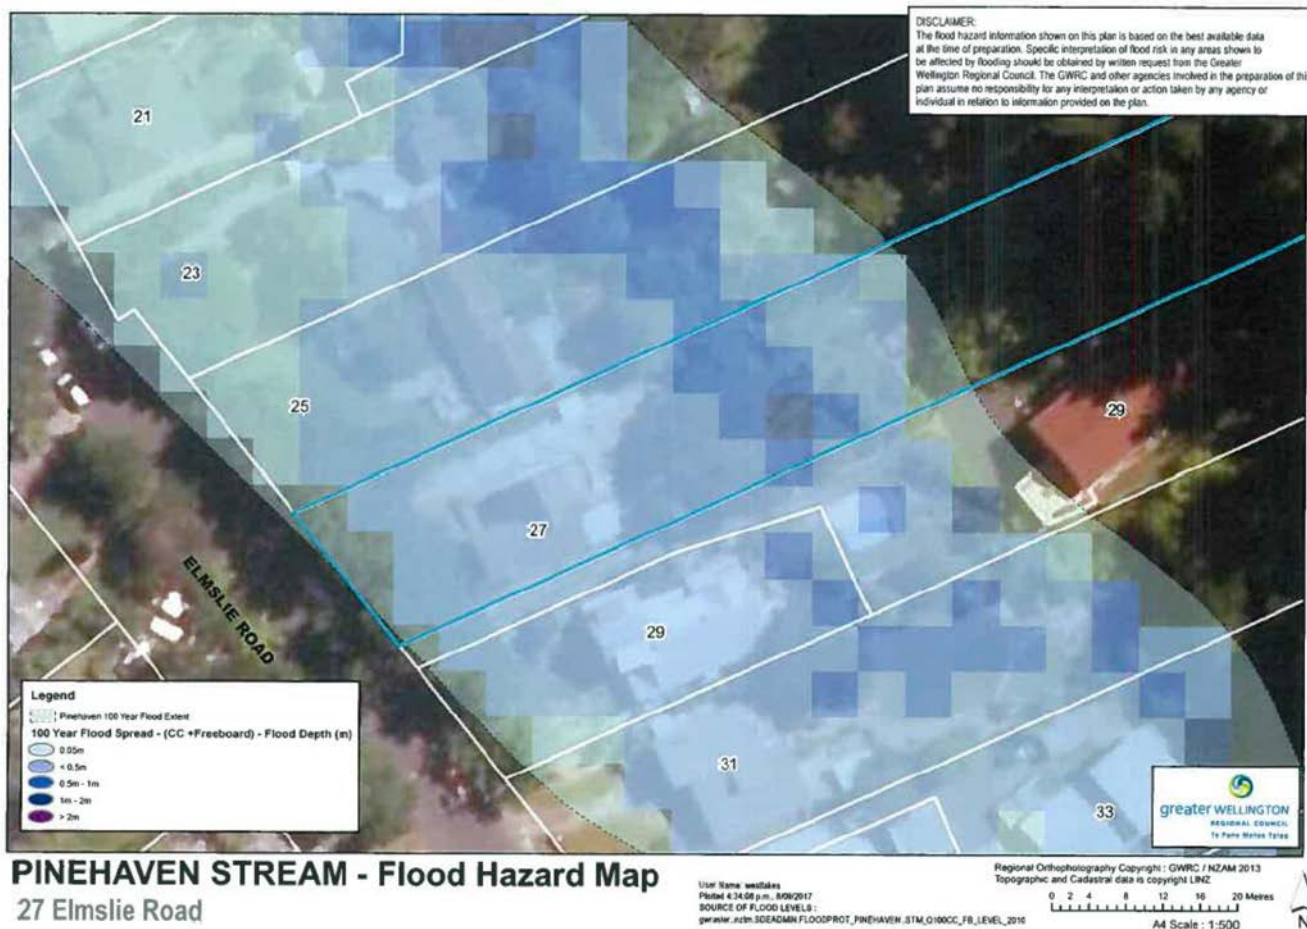 DISCLAIMER:
The flood hazard information shown on this plan is based on the best available data
at the time of preparation. Specific interpretation of flood risk in any areas shown to
be affected by flooding should be obtained by written request from the Greater
Wellington Regional Council. The GWRC and other agencies involved in the preparation of this
plan assume no responsibility for any interpretation or action taken by any agency or
individual in relation to information provided on the plan.
21
23
25
29
27
29
31
33
ELMSLIE ROAD
Legend
Pinehaven 100 Year Flood Extent
100 Year Flood Spread - (CC +Freeboard) - Flood Depth (m)
0.05m
< 0.5m
0.5m - 1m
1m - 2m
> 2m
greater WELLINGTON
REGIONAL COUNCIL
Te Pane Matua Taiao
PINEHAVEN STREAM - Flood Hazard Map
27 Elmslie Road
User Name: westlakes
Plotted 4:34:08 p.m., 8/09/2017
SOURCE OF FLOOD LEVELS :
Regional Orthophotography Copyright : GWRC / NZAM 2013
Topographic and Cadastral data is copyright LINZ
0 2 4 8 12 16 20 Metres
A4 Scale : 1:500
N